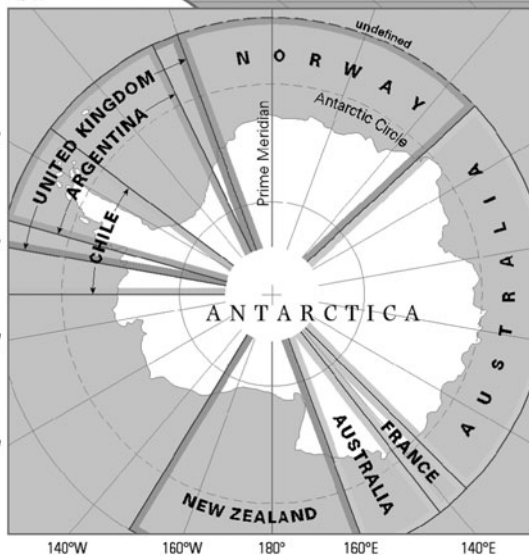 undefined
NORWAY
Antarctic Circle
Prime Meridian
UNITED KINGDOM
ARGENTINA
CHILE
AUSTRALIA
ANTARCTICA
FRANCE
AUSTRALIA
NEW ZEALAND
140°W 160°W 180° 160°E 140°E